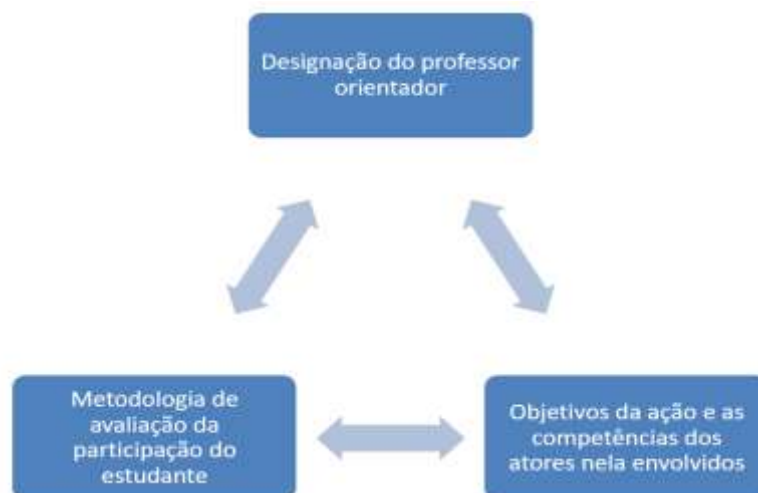 Designação do professor
orientador
Metodologia de
avaliação da
participação do
estudante
Objetivos da ação e as
competências dos
atores nela envolvidos